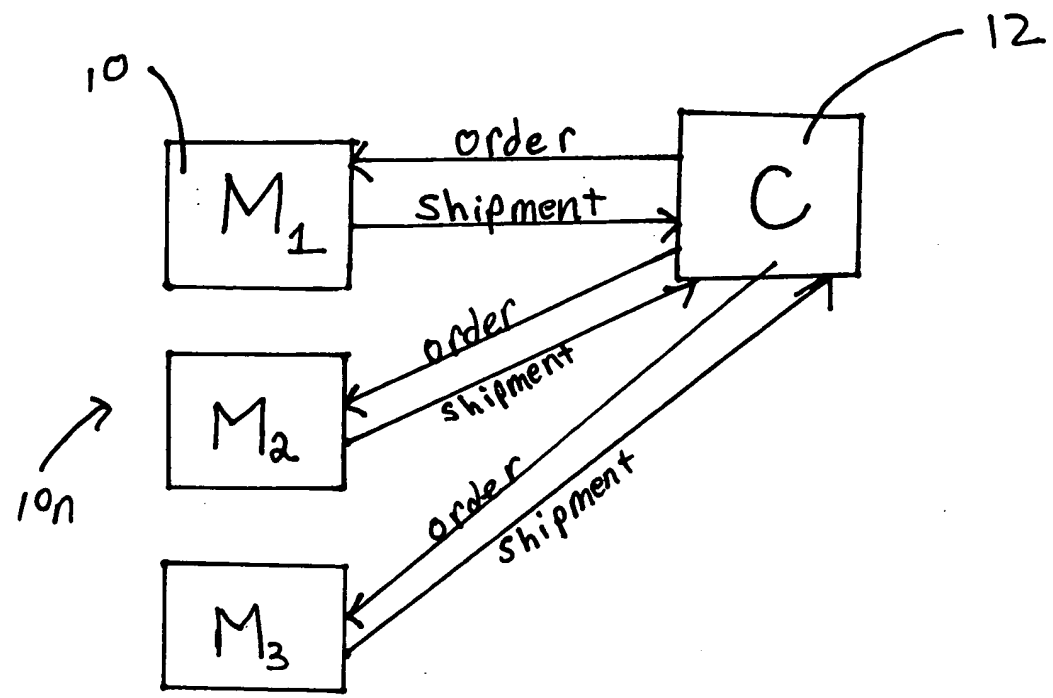 12
10
order
M1
C
shipment
order
shipment
M2
10n
order
shipment
M3